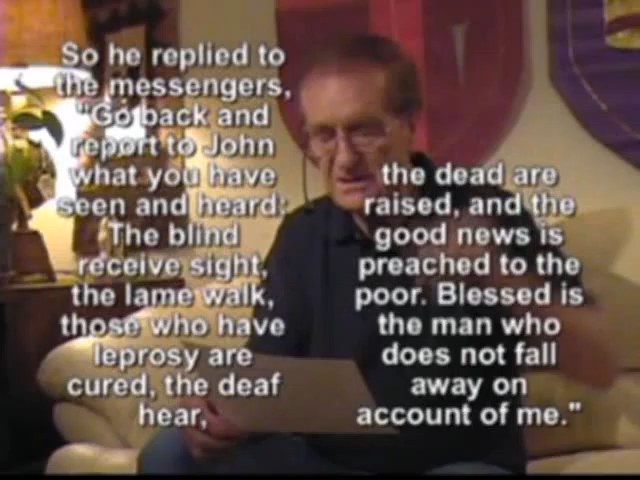 So he replied to
the messengers,
"Go back and
report to John
what you have
seen and heard:
The blind
receive sight,
the lame walk,
those who have
leprosy are
cured, the deaf
hear,
the dead are
raised, and the
good news is
preached to the
poor. Blessed is
the man who
does not fall
away on
account of me."